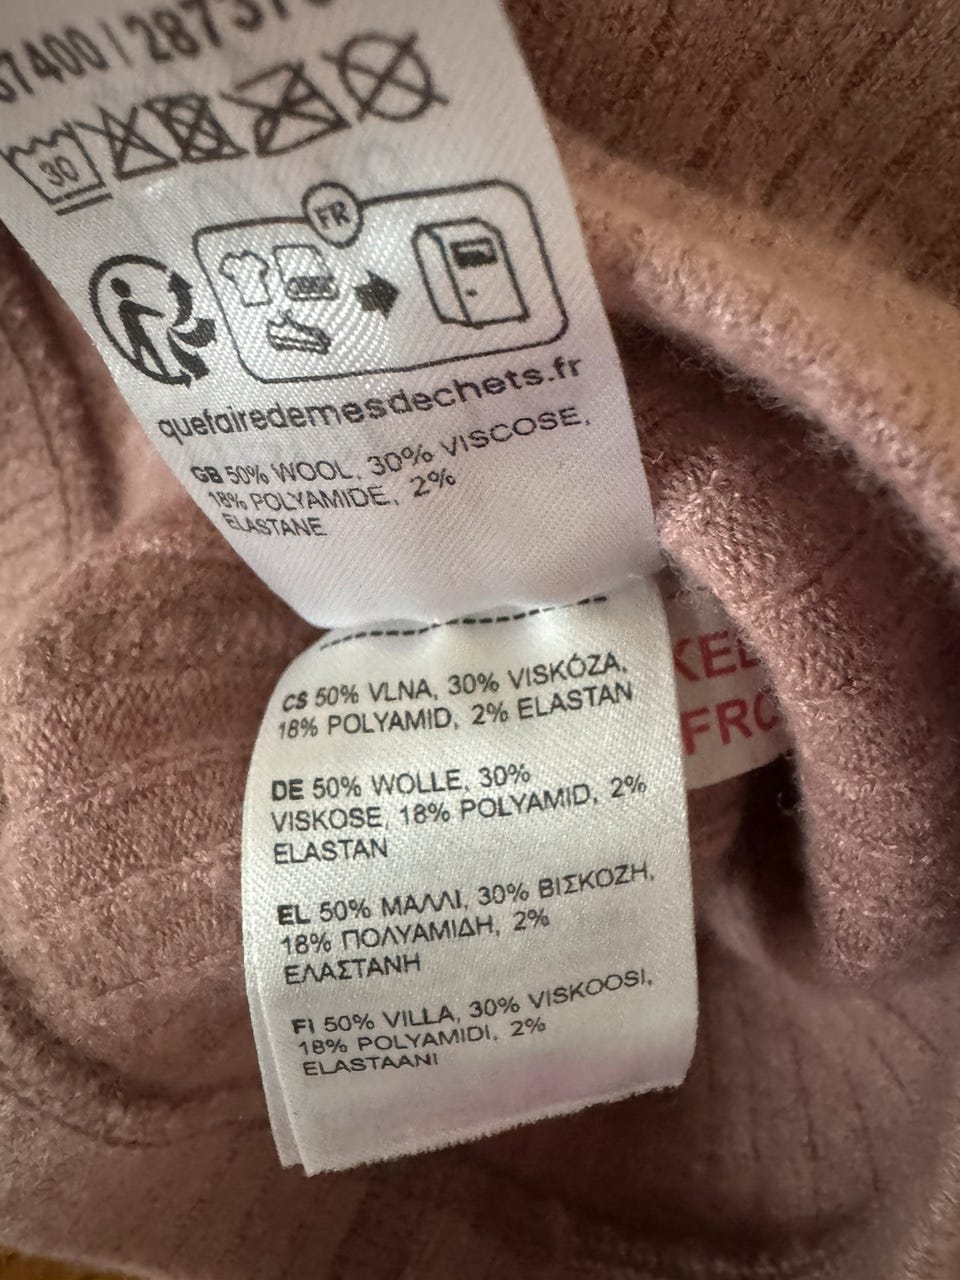 30
FR
quefairedemesdechets.fr
GB 50% WOOL, 30% VISCOSE,
18% POLYAMIDE, 2%
ELASTANE
CS 50% VLNA, 30% VISKÓZA,
18% POLYAMID, 2% ELASTAN
DE 50% WOLLE, 30%
VISKOSE, 18% POLYAMID, 2%
ELASTAN
EL 50% ΜΑΛΛΙ, 30% ΒΙΣΚΟΖΗ,
18% ΠΟΛΥΑΜΙΔΗ, 2%
ΕΛΑΣΤΑΝΗ
FI 50% VILLA, 30% VISKOOSI,
18% POLYAMIDI, 2%
ELASTAANI